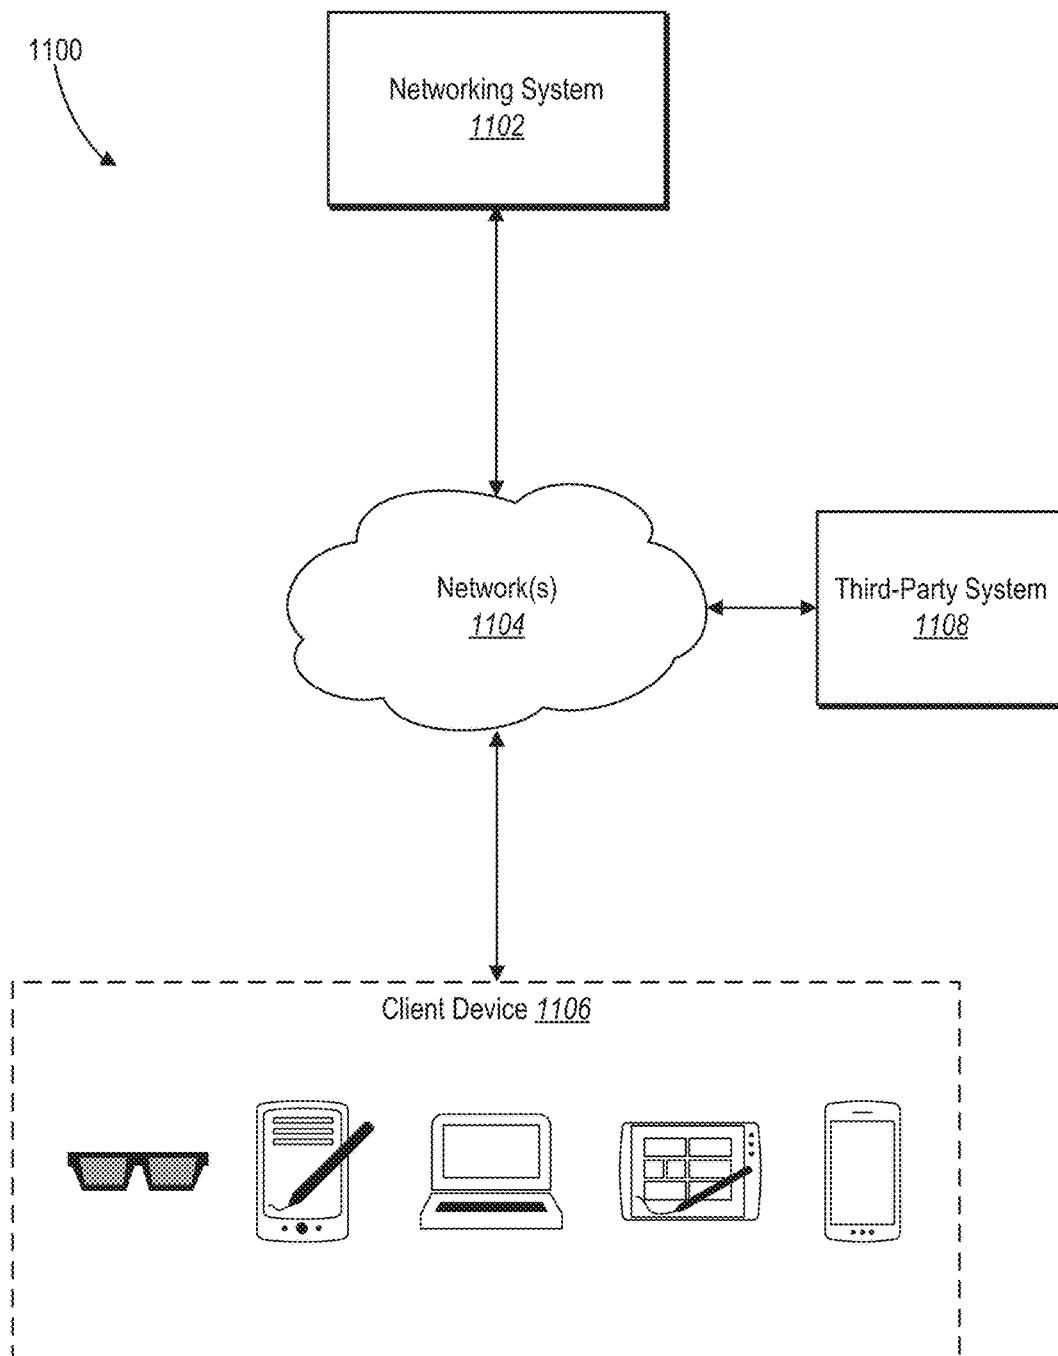 1100
Networking System
1102
Network(s)
1104
Third-Party System
1108
Client Device 1106